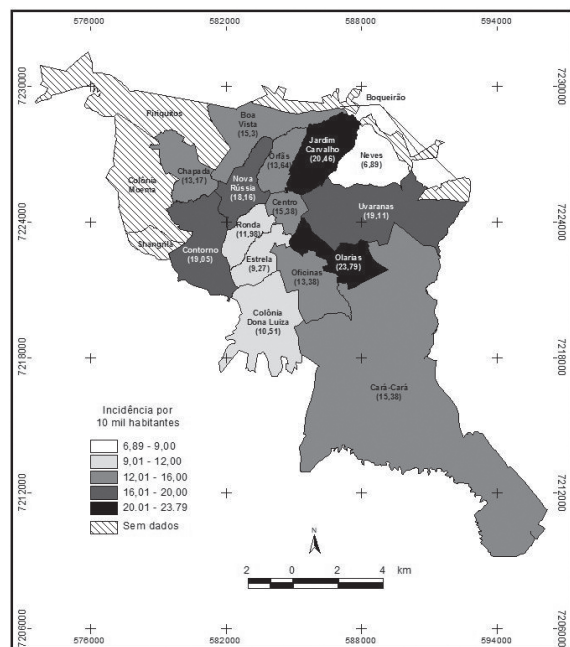 576000 582000 588000 594000
7230000 7230000
Boqueirão
Piriquitos
Boa
Vista
(15,3)
Órfãs
(13,64)
Jardim
Carvalho
(20,46)
Neves
(6,89)
Chapada
(13,17)
Colônia
Moema
Nova
Rússia
(18,16)
Centro
(15,38)
Uvaranas
(19,11)
7224000 7224000
Ronda
(11,98)
Shangrilá
Contorno
(19,05)
Estrela
(9,27)
Oficinas
(13,38)
Olarias
(23,79)
Colônia
Dona Luíza
(10,51)
7218000 7218000
Cará-Cará
(15,38)
Incidência por
10 mil habitantes
6,89 - 9,00
9,01 - 12,00
12,01 - 16,00
16,01 - 20,00
20.01 - 23.79
Sem dados
7212000 7212000
N
2 0 2 4 km
7206000 7206000
576000 582000 588000 594000